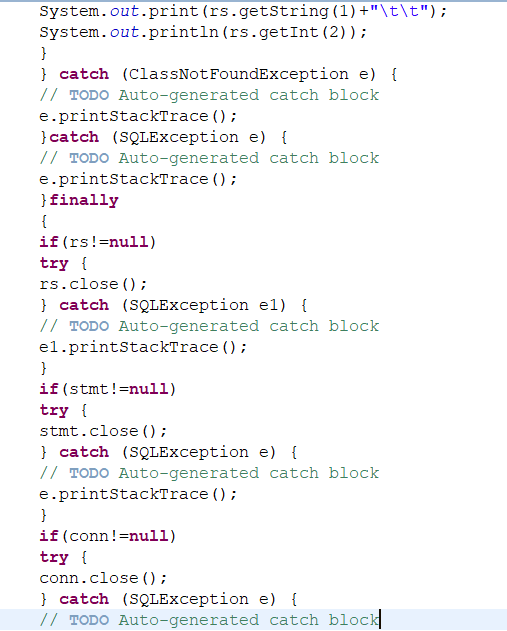 System.out.print(rs.getString(1)+"\t\t");
System.out.println(rs.getInt(2));
}
} catch (ClassNotFoundException e) {
// TODO Auto-generated catch block
e.printStackTrace();
}catch (SQLException e) {
// TODO Auto-generated catch block
e.printStackTrace();
}finally
{
if(rs!=null)
try {
rs.close();
} catch (SQLException e1) {
// TODO Auto-generated catch block
e1.printStackTrace();
}
if(stmt!=null)
try {
stmt.close();
} catch (SQLException e) {
// TODO Auto-generated catch block
e.printStackTrace();
}
if(conn!=null)
try {
conn.close();
} catch (SQLException e) {
// TODO Auto-generated catch block